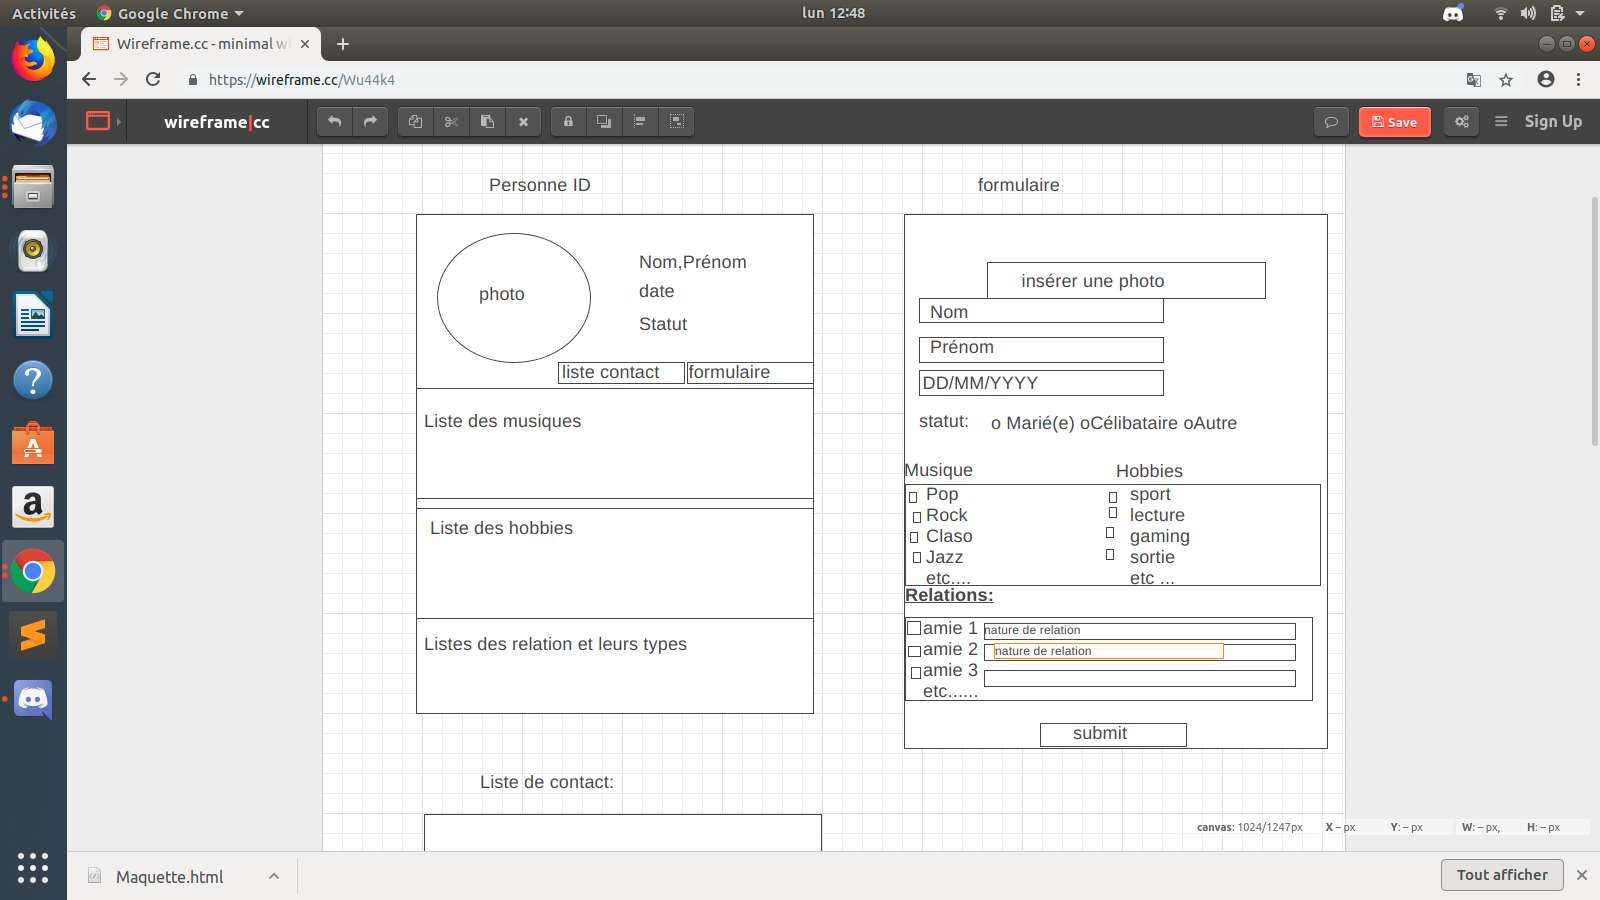 Activités
Google Chrome
lun 12:48
Wireframe.cc - minimal wi
https://wireframe.cc/Wu44k4
wireframe|cc
Save
Sign Up
Personne ID
photo
Nom,Prénom
date
Statut
liste contact
formulaire
Liste des musiques
Liste des hobbies
Listes des relation et leurs types
Liste de contact:
formulaire
insérer une photo
Nom
Prénom
DD/MM/YYYY
statut:
o Marié(e) oCélibataire oAutre
Musique
Hobbies
Pop
Rock
Claso
Jazz
etc....
sport
lecture
gaming
sortie
etc ...
Relations:
amie 1
nature de relation
amie 2
nature de relation
amie 3
etc......
submit
canvas: 1024/1247px
X – px
Y: – px
W: – px,
H: – px
Maquette.html
Tout afficher